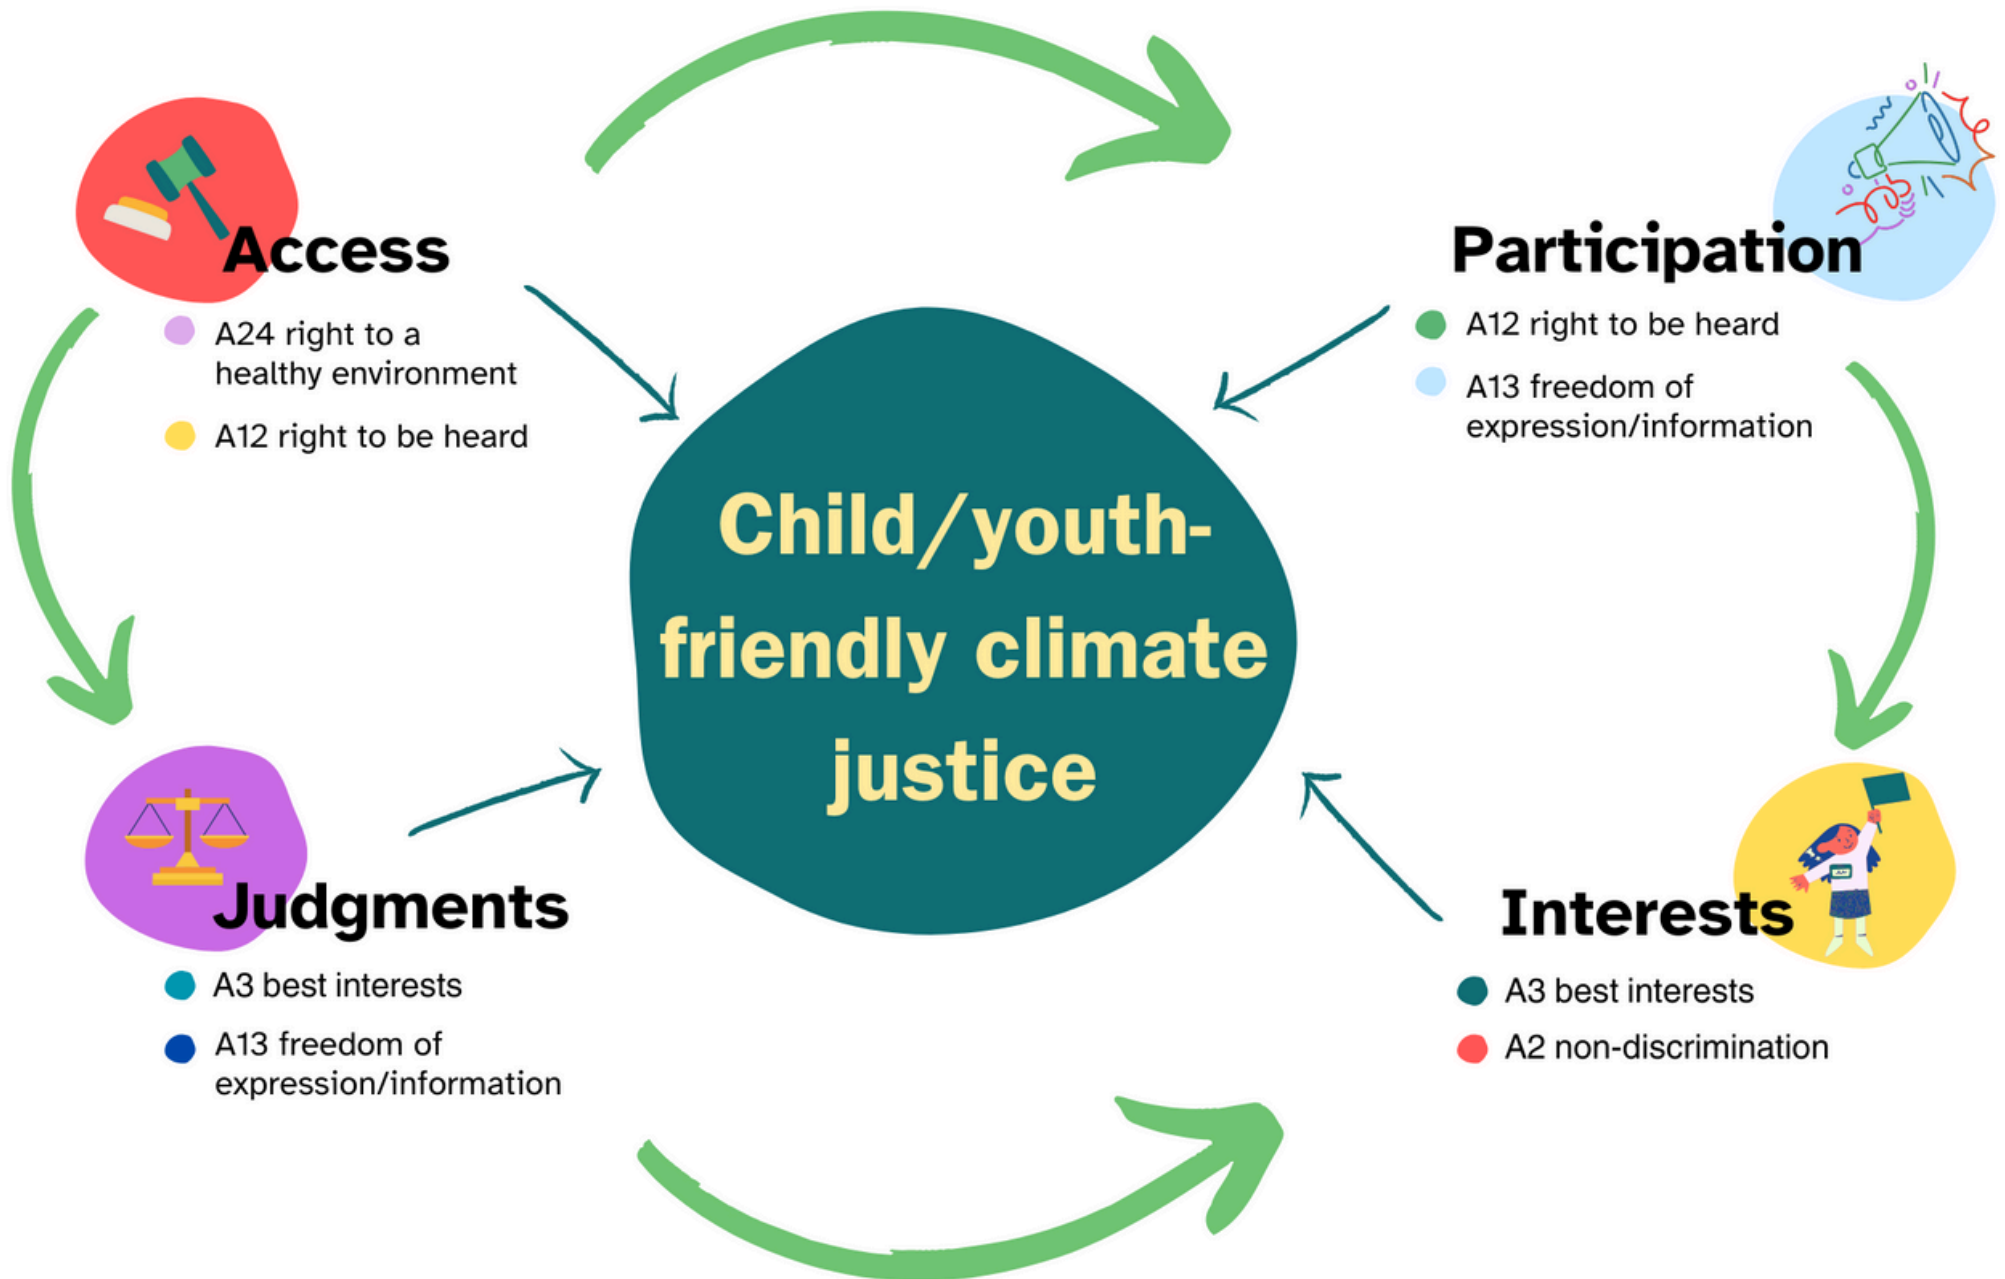 Access
A24 right to a
healthy environment
A12 right to be heard
Participation
A12 right to be heard
A13 freedom of
expression/information
Child/youth-
friendly climate
justice
Judgments
A3 best interests
A13 freedom of
expression/information
Interests
A3 best interests
A2 non-discrimination